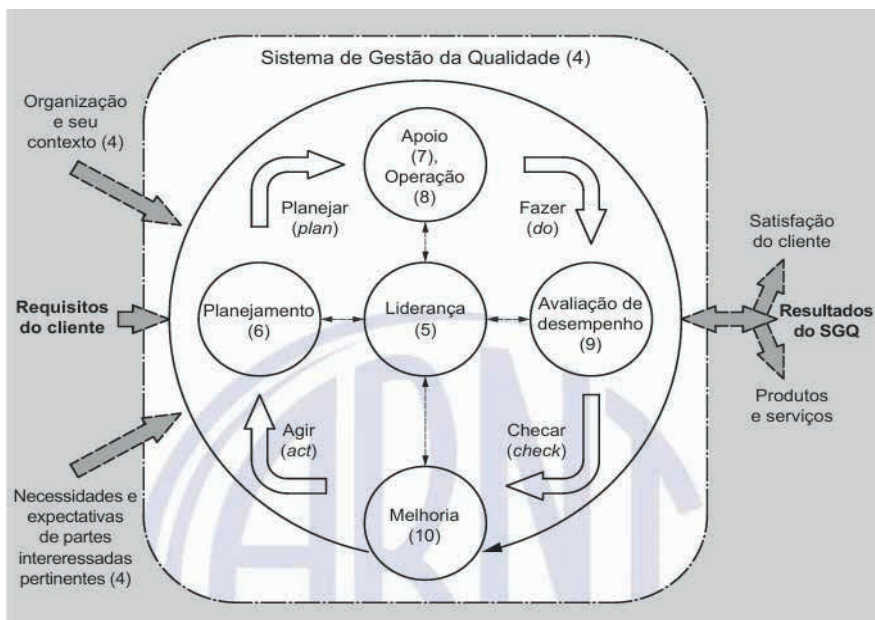 Sistema de Gestão da Qualidade (4)
Organização
e seu
contexto (4)
Apoio
(7),
Operação
(8)
Planejar
(plan)
Fazer
(do)
Satisfação
do cliente
Requisitos
do cliente
Planejamento
(6)
Liderança
(5)
Avaliação de
desempenho
(9)
Resultados
do SGQ
Produtos
e serviços
Agir
(act)
Checar
(check)
Necessidades e
expectativas
de partes
intereressadas
pertinentes (4)
Melhoria
(10)
ABNT